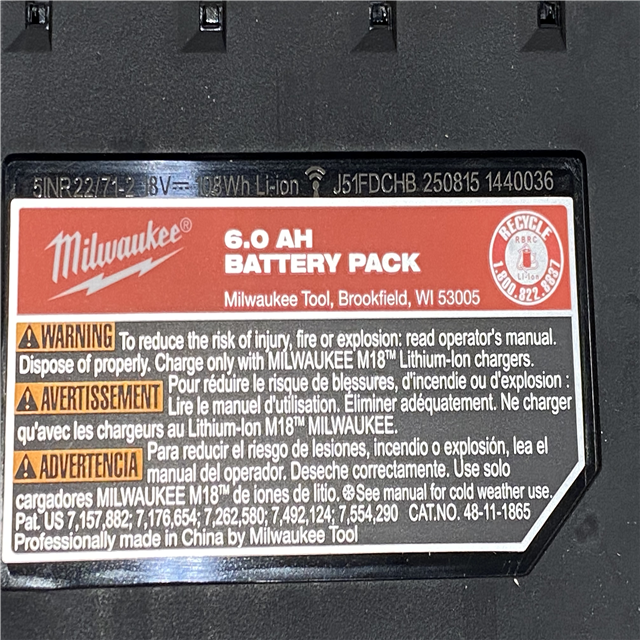 5INR22/71-2 18V⎓ 108Wh Li-ion J51FDCHB 250815 1440036
Milwaukee®
6.0 AH
BATTERY PACK
Milwaukee Tool, Brookfield, WI 53005
RECYCLE
RBRC
Li-Ion
1.800.822.8837
WARNING To reduce the risk of injury, fire or explosion: read operator's manual.
Dispose of properly. Charge only with MILWAUKEE M18™ Lithium-Ion chargers.
AVERTISSEMENT Pour réduire le risque de blessures, d'incendie ou d'explosion :
Lire le manuel d'utilisation. Éliminer adéquatement. Ne charger
qu'avec les chargeurs au Lithium-Ion M18™ MILWAUKEE.
ADVERTENCIA Para reducir el riesgo de lesiones, incendio o explosión, lea el
manual del operador. Deseche correctamente. Use solo
cargadores MILWAUKEE M18™ de iones de litio. ❄See manual for cold weather use.
Pat. US 7,157,882; 7,176,654; 7,262,580; 7,492,124; 7,554,290 CAT.NO. 48-11-1865
Professionally made in China by Milwaukee Tool